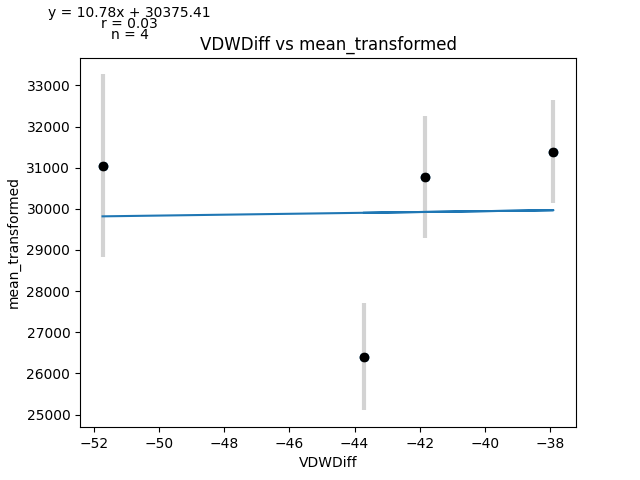 y = 10.78x + 30375.41
r = 0.03
n = 4
VDWDiff vs mean_transformed
33000
32000
31000
30000
29000
28000
27000
26000
25000
mean_transformed
−52
−50
−48
−46
−44
−42
−40
−38
VDWDiff